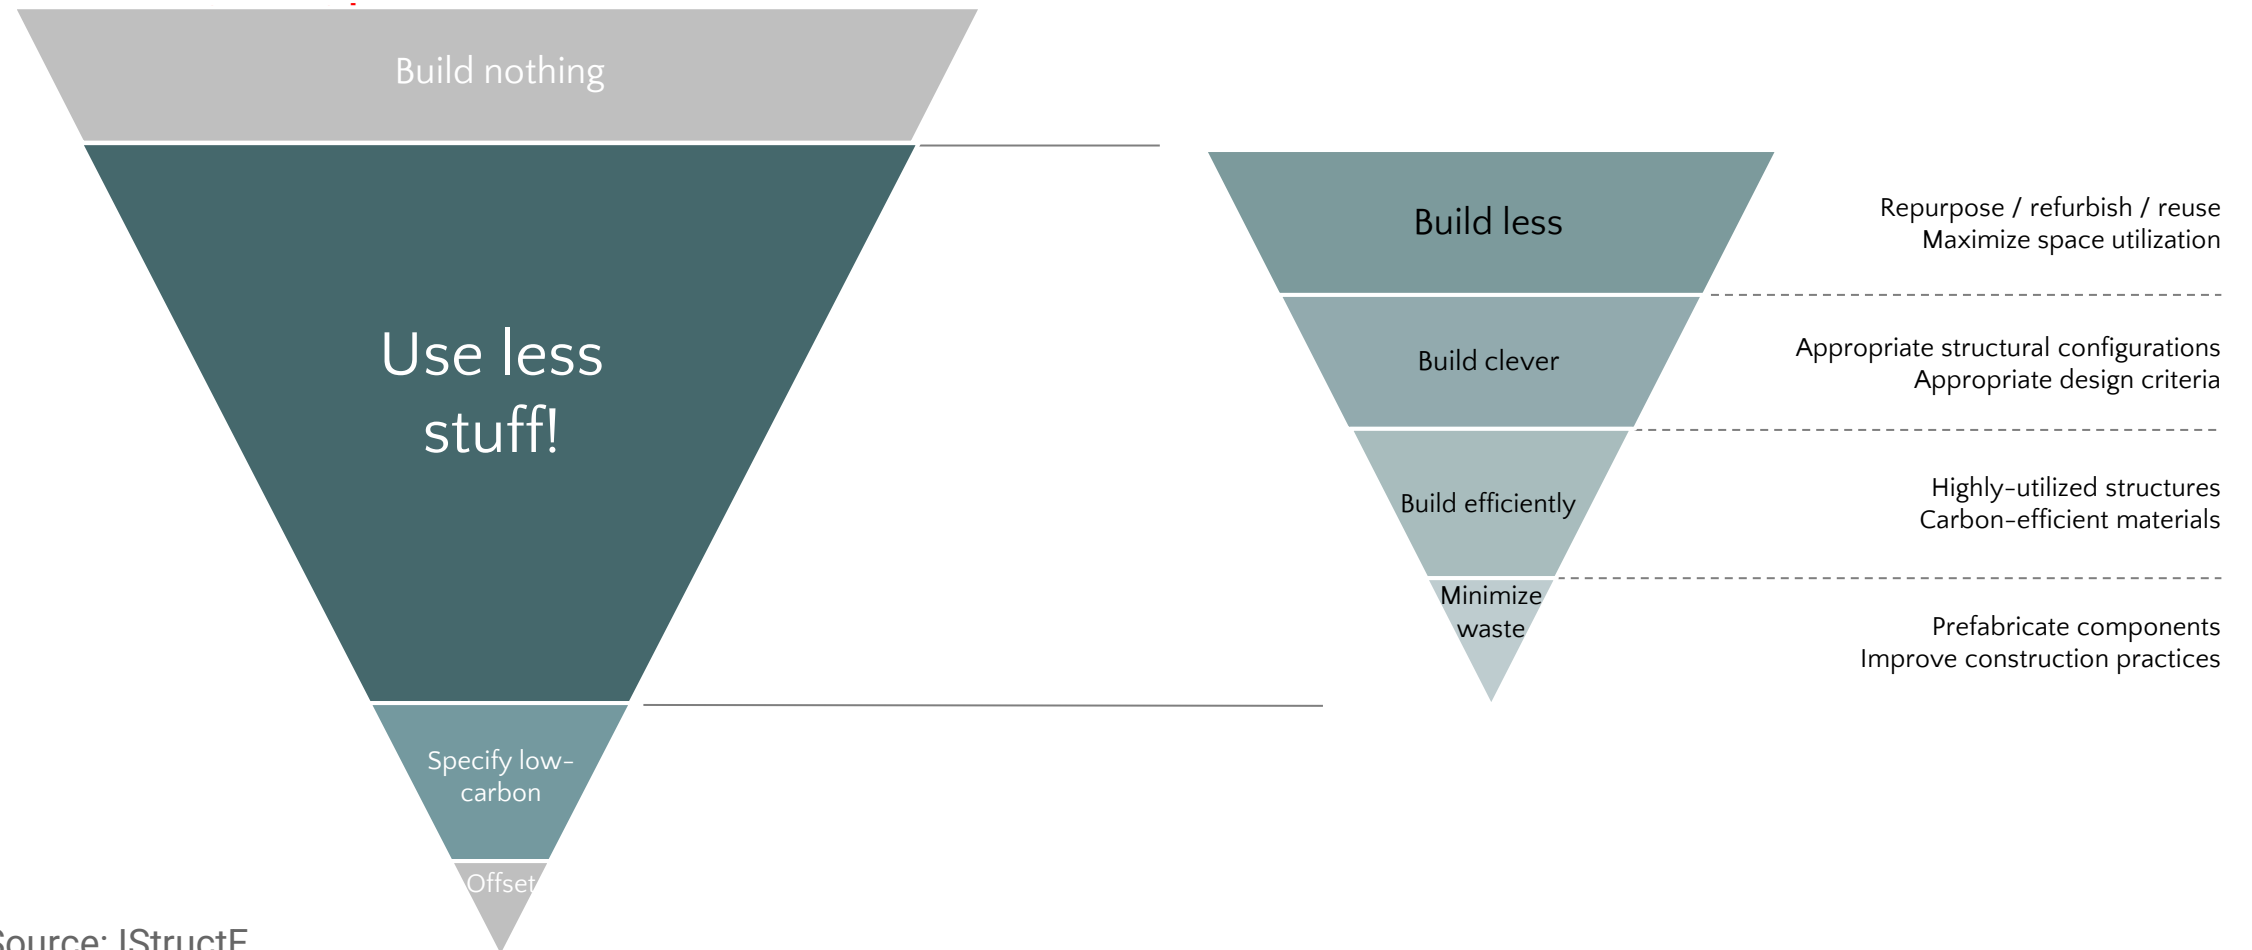 Build nothing
Use less
stuff!
Specify low-
carbon
Offset
Build less
Build clever
Build efficiently
Minimize
waste
Repurpose / refurbish / reuse
Maximize space utilization
Appropriate structural configurations
Appropriate design criteria
Highly-utilized structures
Carbon-efficient materials
Prefabricate components
Improve construction practices
Source: IStructE